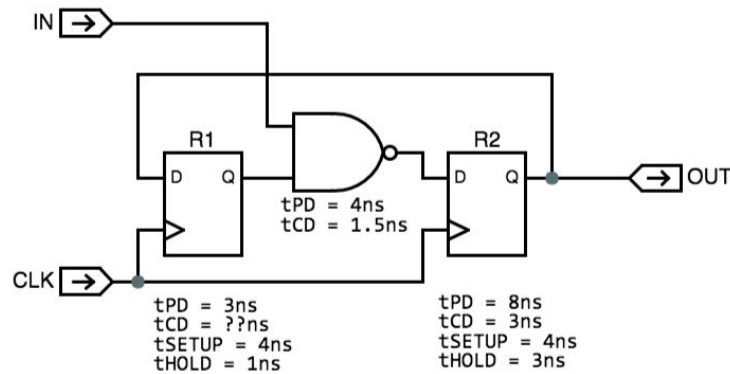 IN
R1
R2
D Q
D Q
OUT
tPD = 4ns
tCD = 1.5ns
CLK
tPD = 3ns
tCD = ??ns
tSETUP = 4ns
tHOLD = 1ns
tPD = 8ns
tCD = 3ns
tSETUP = 4ns
tHOLD = 3ns